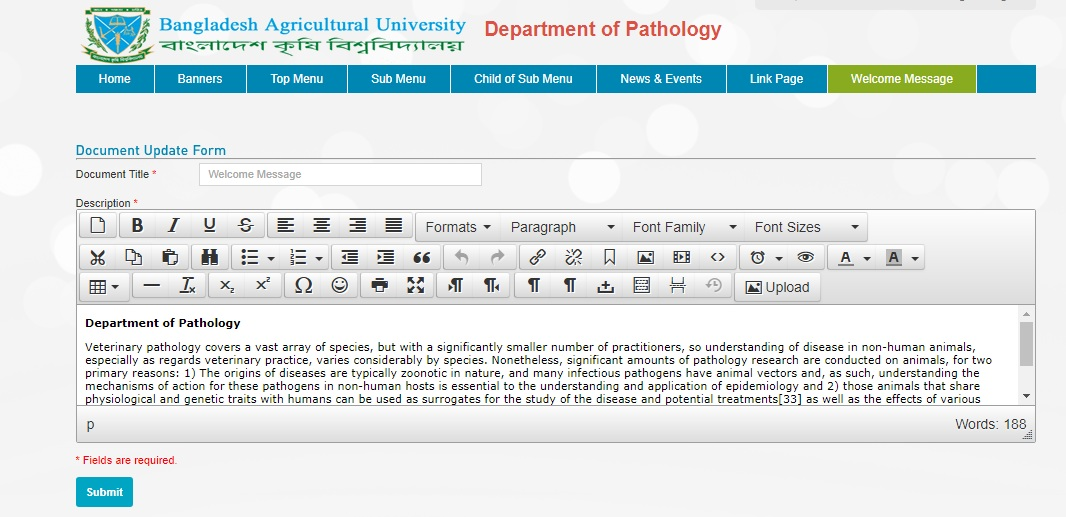 Bangladesh Agricultural University
বাংলাদেশ কৃষি বিশ্ববিদ্যালয়
Department of Pathology
Home Banners Top Menu Sub Menu Child of Sub Menu News & Events Link Page Welcome Message
Document Update Form
Document Title *
Welcome Message
Description *
Formats Paragraph Font Family Font Sizes
Upload
Department of Pathology
Veterinary pathology covers a vast array of species, but with a significantly smaller number of practitioners, so understanding of disease in non-human animals,
especially as regards veterinary practice, varies considerably by species. Nonetheless, significant amounts of pathology research are conducted on animals, for two
primary reasons: 1) The origins of diseases are typically zoonotic in nature, and many infectious pathogens have animal vectors and, as such, understanding the
mechanisms of action for these pathogens in non-human hosts is essential to the understanding and application of epidemiology and 2) those animals that share
physiological and genetic traits with humans can be used as surrogates for the study of the disease and potential treatments[33] as well as the effects of various
p
Words: 188
* Fields are required.
Submit